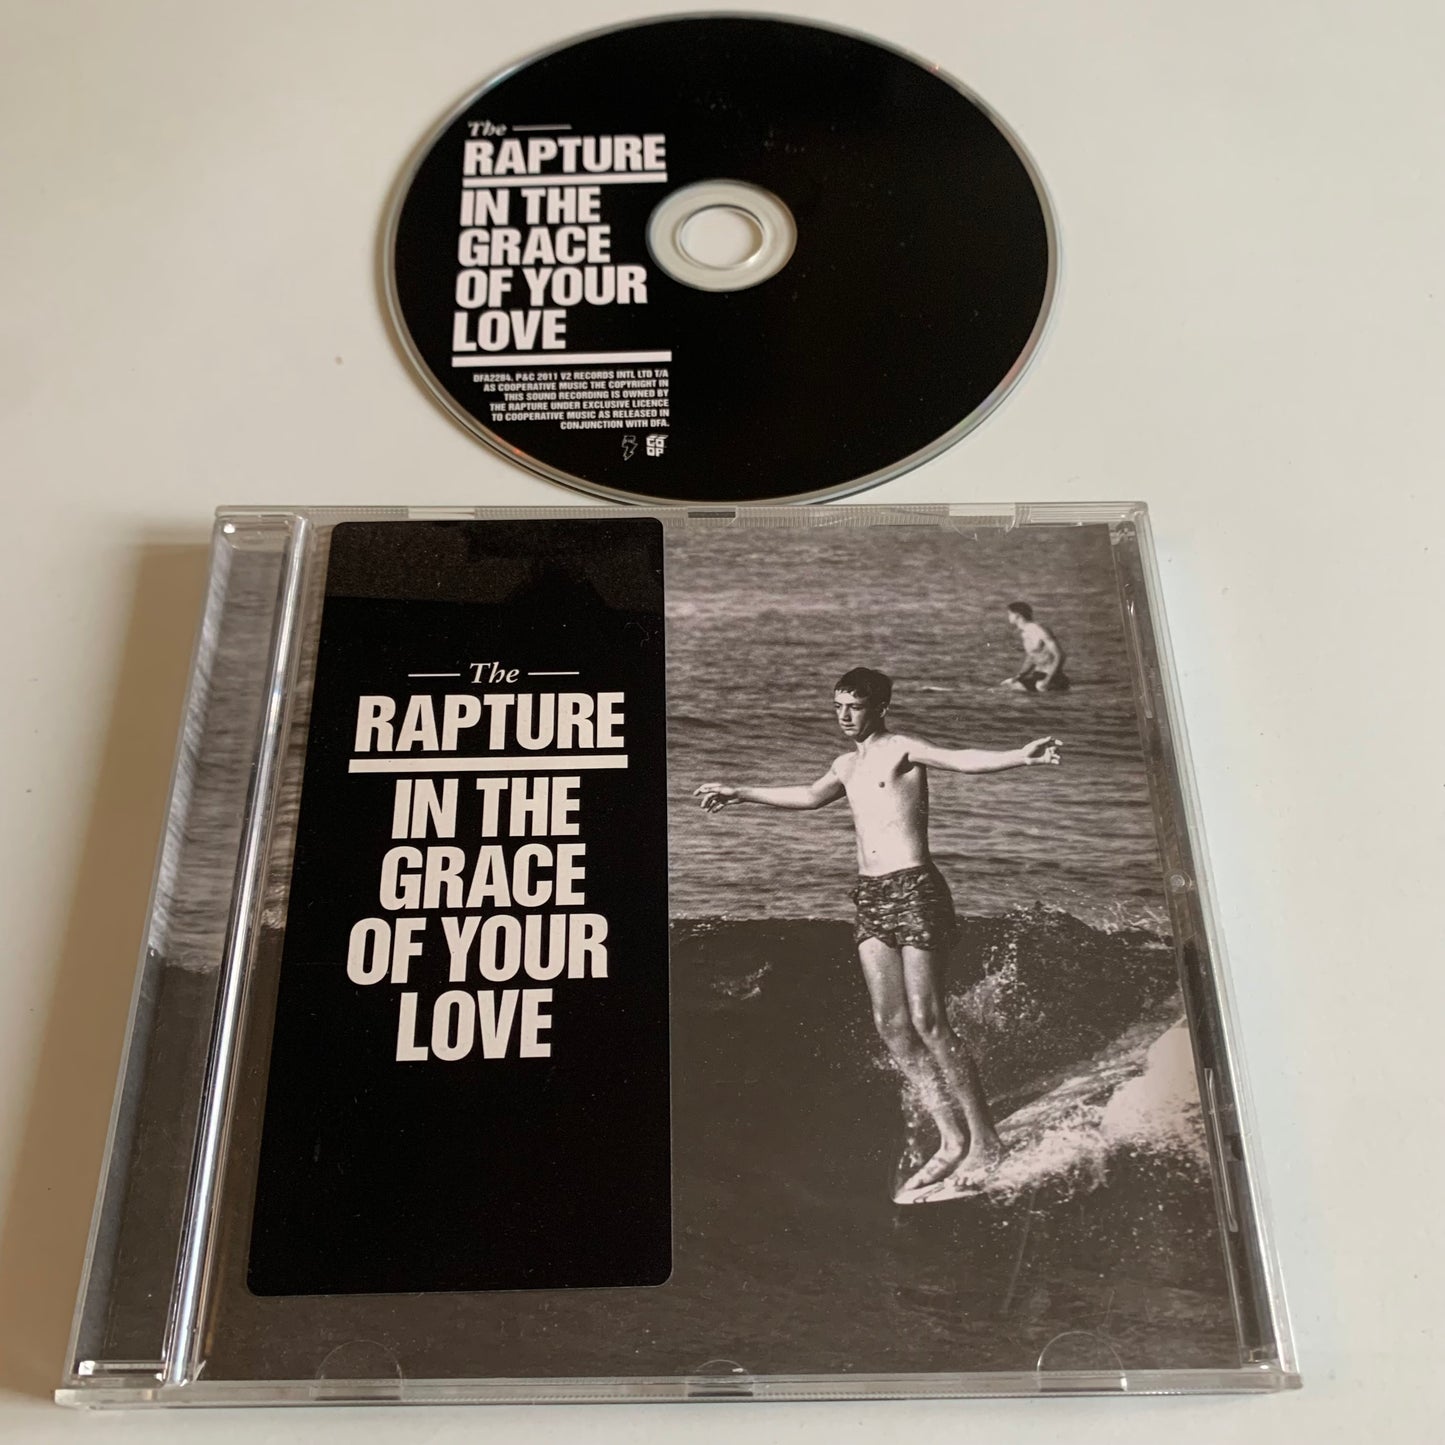 The
RAPTURE
IN THE
GRACE
OF YOUR
LOVE
DFA2284. P&C 2011 V2 RECORDS INTL LTD T/A
AS COOPERATIVE MUSIC THE COPYRIGHT IN
THIS SOUND RECORDING IS OWNED BY
THE RAPTURE UNDER EXCLUSIVE LICENCE
TO COOPERATIVE MUSIC AS RELEASED IN
CONJUNCTION WITH DFA.
CO
OP
The
RAPTURE
IN THE
GRACE
OF YOUR
LOVE